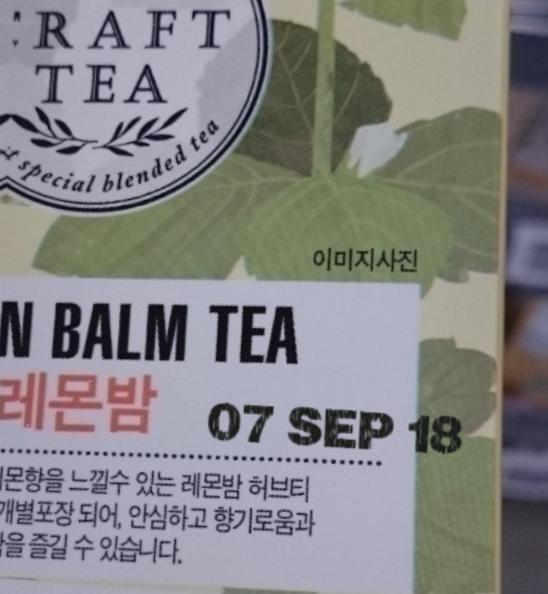 RAFT
TEA
special blended tea
이미지사진
N BALM TEA
레몬밤
07 SEP 18
몬향을 느낄수 있는 레몬밤 허브티
개별포장 되어, 안심하고 향기로움과
을 즐길 수 있습니다.